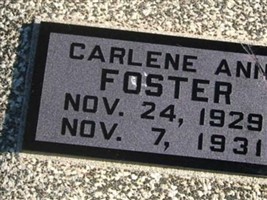 CARLENE ANN
FOSTER
NOV. 24, 1929
NOV. 7, 1931